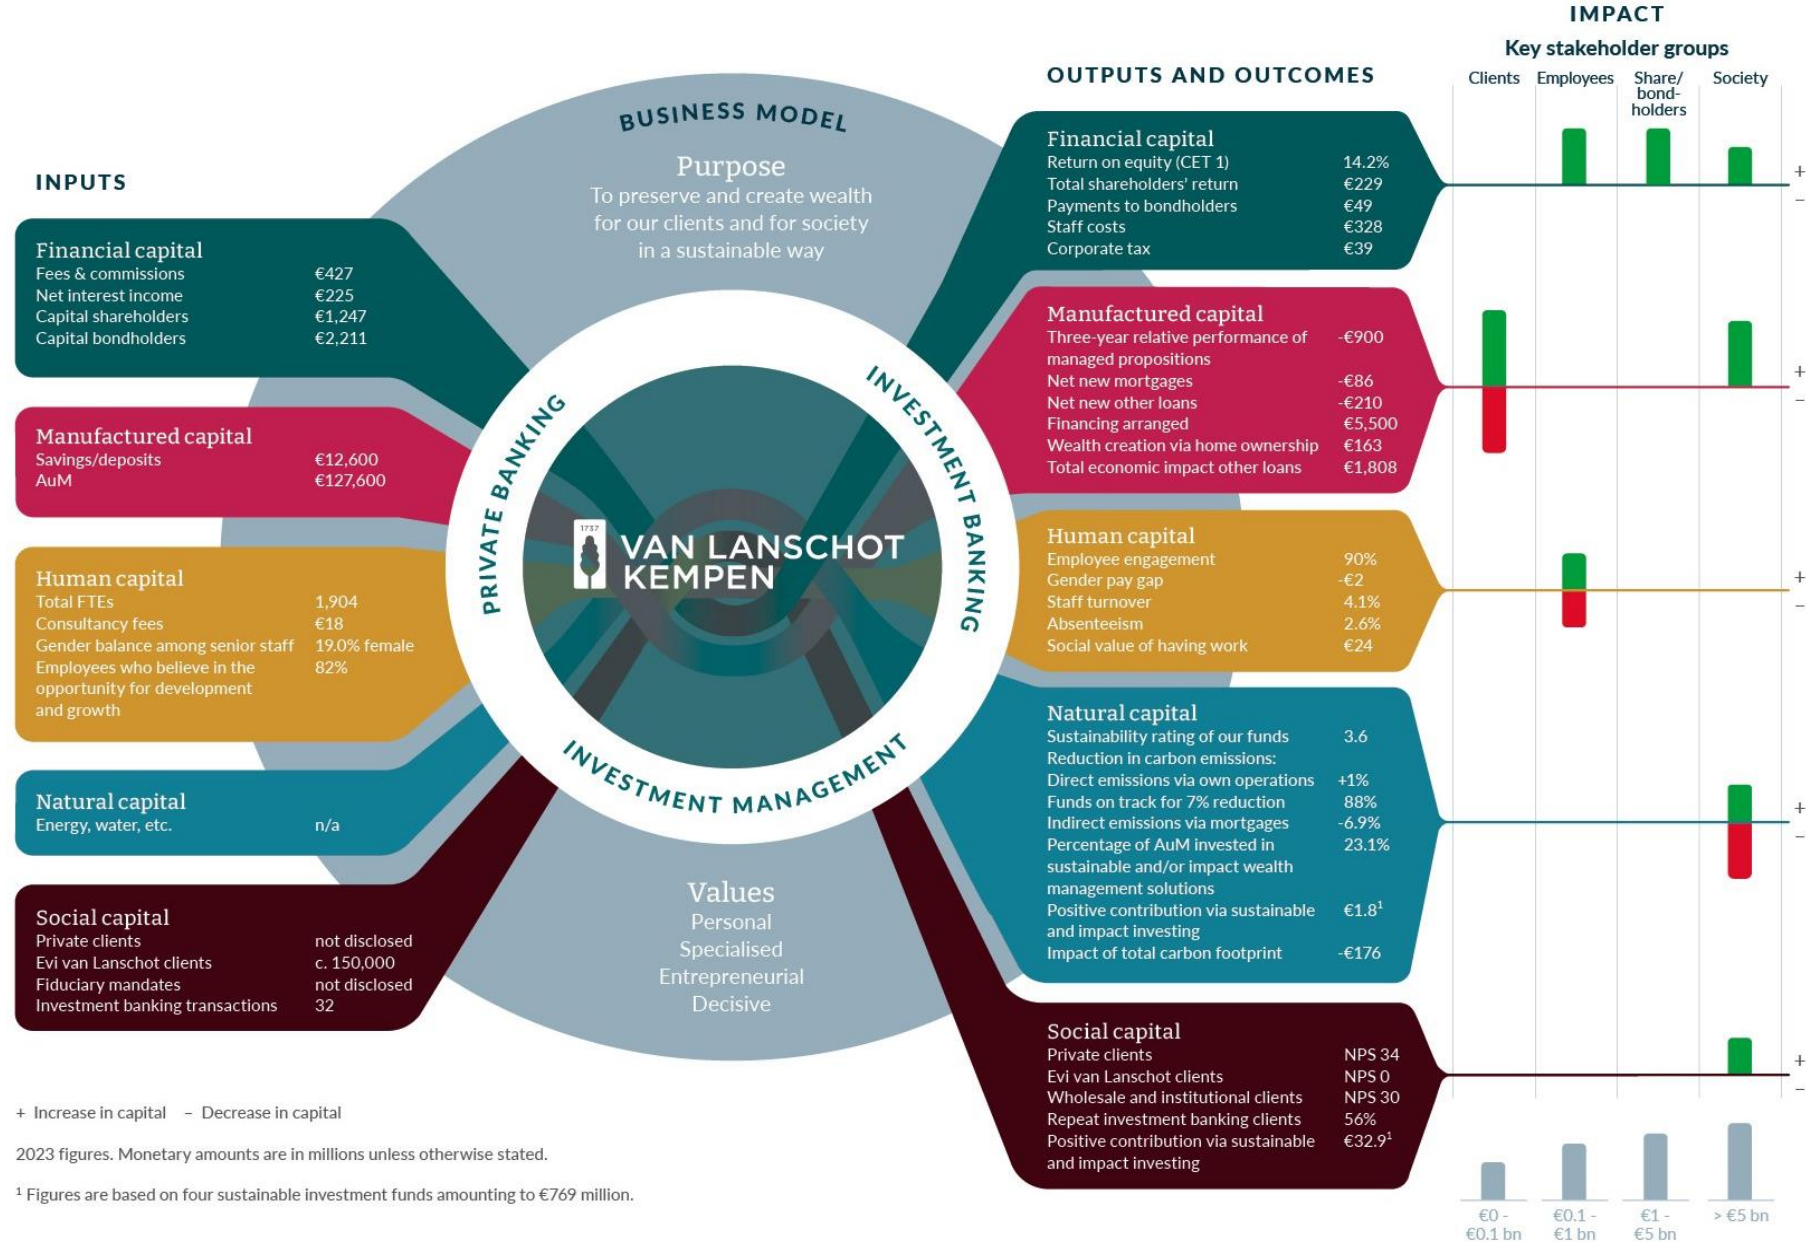 INPUTS
Financial capital
Fees & commissions €427
Net interest income €225
Capital shareholders €1,247
Capital bondholders €2,211
Manufactured capital
Savings/deposits €12,600
AuM €127,600
Human capital
Total FTEs 1,904
Consultancy fees €18
Gender balance among senior staff 19.0% female
Employees who believe in the 82%
opportunity for development
and growth
Natural capital
Energy, water, etc. n/a
Social capital
Private clients not disclosed
Evi van Lanschot clients c. 150,000
Fiduciary mandates not disclosed
Investment banking transactions 32
BUSINESS MODEL
Purpose
To preserve and create wealth
for our clients and for society
in a sustainable way
PRIVATE BANKING
INVESTMENT BANKING
INVESTMENT MANAGEMENT
1737
VAN LANSCHOT
KEMPEN
Values
Personal
Specialised
Entrepreneurial
Decisive
OUTPUTS AND OUTCOMES
Financial capital
Return on equity (CET 1) 14.2%
Total shareholders' return €229
Payments to bondholders €49
Staff costs €328
Corporate tax €39
Manufactured capital
Three-year relative performance of -€900
managed propositions
Net new mortgages -€86
Net new other loans -€210
Financing arranged €5,500
Wealth creation via home ownership €163
Total economic impact other loans €1,808
Human capital
Employee engagement 90%
Gender pay gap -€2
Staff turnover 4.1%
Absenteeism 2.6%
Social value of having work €24
Natural capital
Sustainability rating of our funds 3.6
Reduction in carbon emissions:
Direct emissions via own operations +1%
Funds on track for 7% reduction 88%
Indirect emissions via mortgages -6.9%
Percentage of AuM invested in 23.1%
sustainable and/or impact wealth
management solutions
Positive contribution via sustainable €1.8¹
and impact investing
Impact of total carbon footprint -€176
Social capital
Private clients NPS 34
Evi van Lanschot clients NPS 0
Wholesale and institutional clients NPS 30
Repeat investment banking clients 56%
Positive contribution via sustainable €32.9¹
and impact investing
IMPACT
Key stakeholder groups
Clients Employees Share/ Society
bond-
holders
+
–
+
–
+
–
+
–
+
–
€0 - €0.1 - €1 - > €5 bn
€0.1 bn €1 bn €5 bn
+ Increase in capital – Decrease in capital
2023 figures. Monetary amounts are in millions unless otherwise stated.
¹ Figures are based on four sustainable investment funds amounting to €769 million.